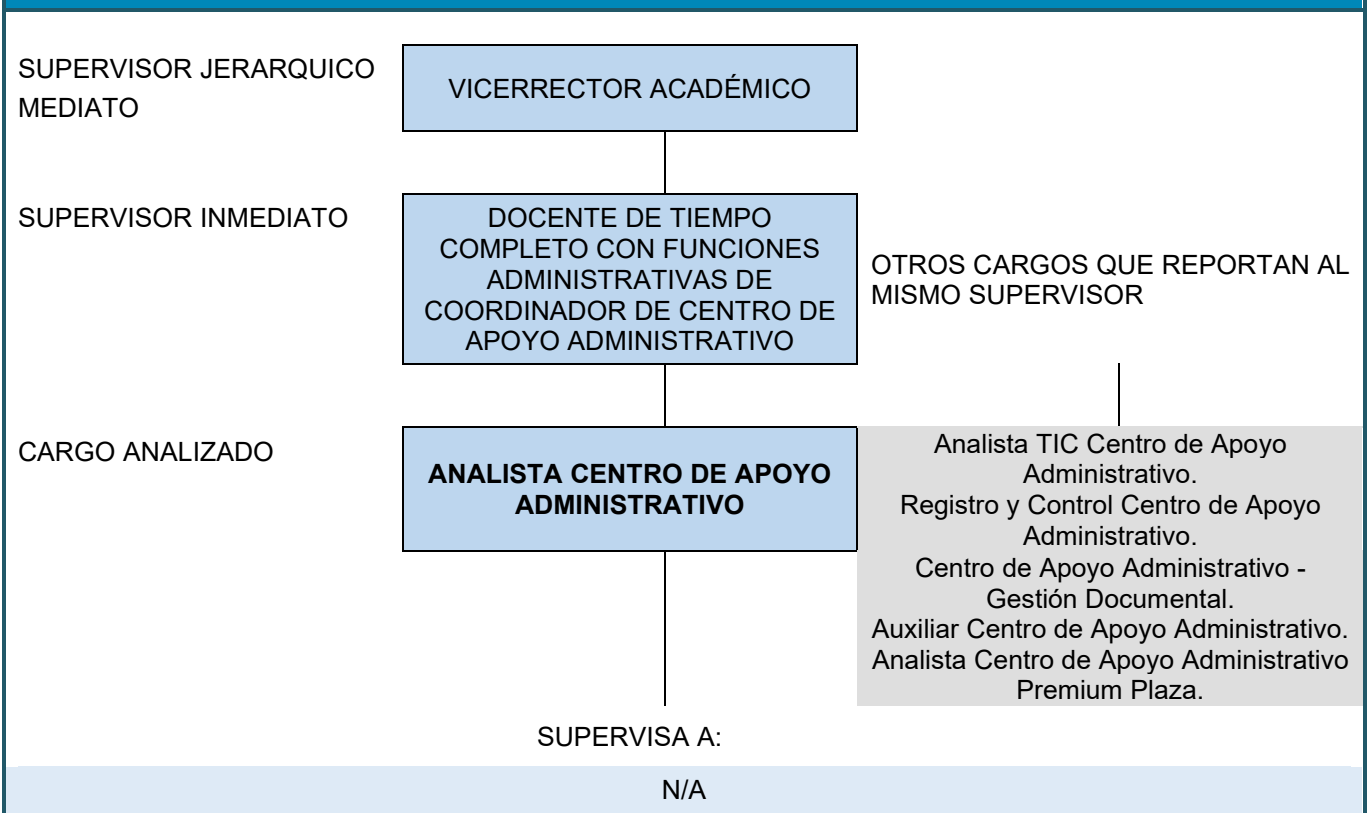 SUPERVISOR JERARQUICO
MEDIATO
VICERRECTOR ACADÉMICO
SUPERVISOR INMEDIATO
DOCENTE DE TIEMPO
COMPLETO CON FUNCIONES
ADMINISTRATIVAS DE
COORDINADOR DE CENTRO DE
APOYO ADMINISTRATIVO
OTROS CARGOS QUE REPORTAN AL
MISMO SUPERVISOR
CARGO ANALIZADO
ANALISTA CENTRO DE APOYO
ADMINISTRATIVO
Analista TIC Centro de Apoyo
Administrativo.
Registro y Control Centro de Apoyo
Administrativo.
Centro de Apoyo Administrativo -
Gestión Documental.
Auxiliar Centro de Apoyo Administrativo.
Analista Centro de Apoyo Administrativo
Premium Plaza.
SUPERVISA A:
N/A